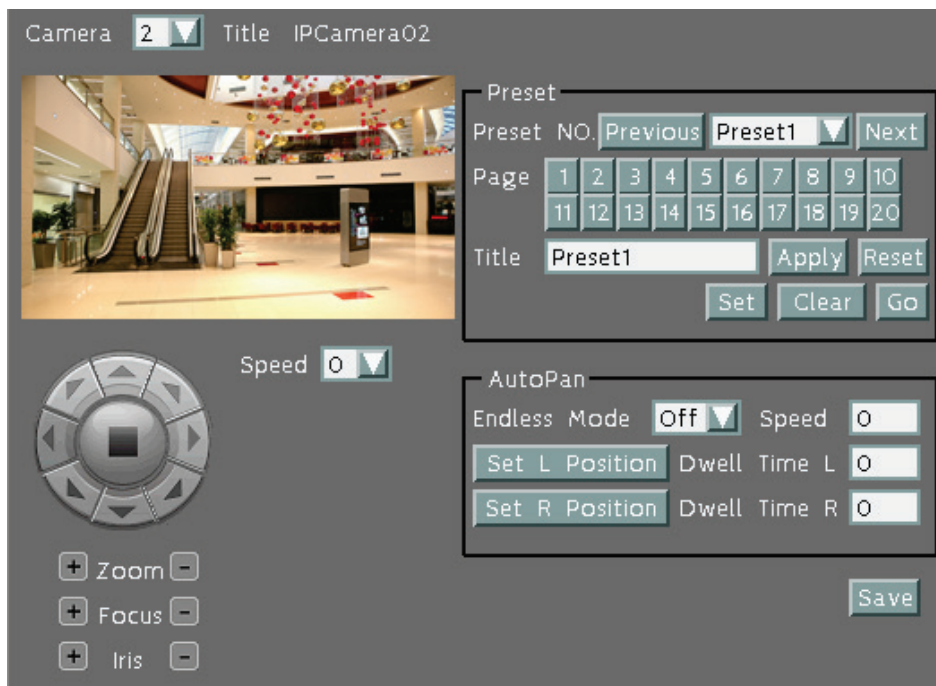 Camera 2 Title IPCamera02
Preset
Preset NO. Previous Preset1 Next
Page 1 2 3 4 5 6 7 8 9 10
11 12 13 14 15 16 17 18 19 20
Title Preset1 Apply Reset
Set Clear Go
Speed 0
AutoPan
Endless Mode Off Speed 0
Set L Position Dwell Time L 0
Set R Position Dwell Time R 0
+ Zoom -
+ Focus -
+ Iris -
Save